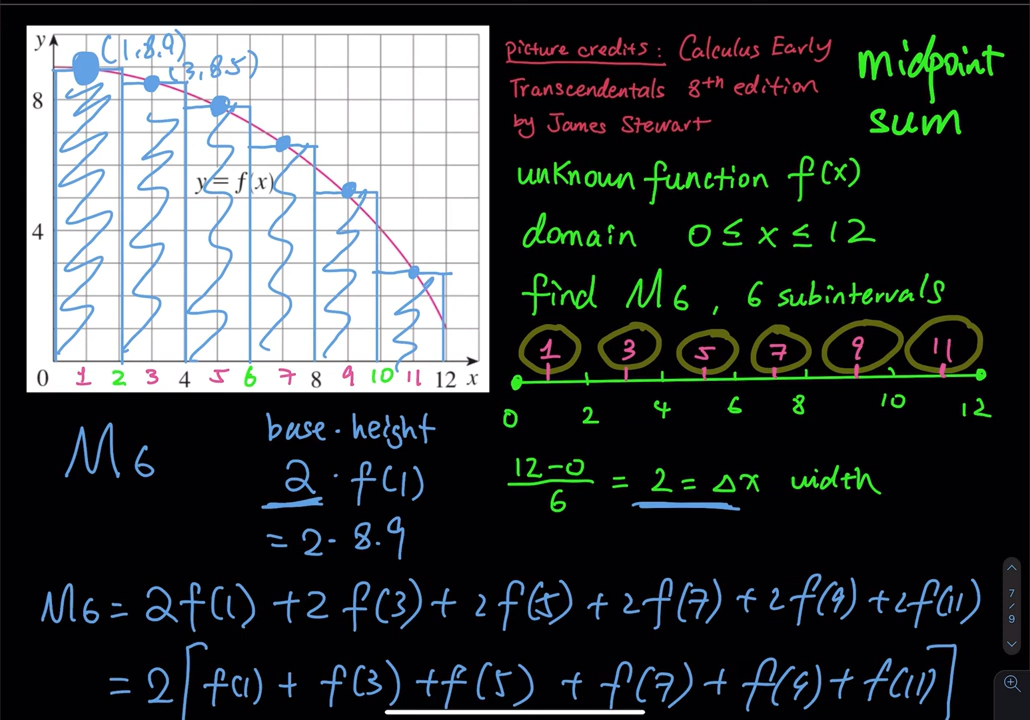 y
(1,8.9)
(3,8.5)
8
y = f(x)
4
0 1 2 3 4 5 6 7 8 9 10 11 12 x
picture credits: Calculus Early
Transcendentals 8th edition
by James Stewart
midpoint
sum
unknown function f(x)
domain 0 ≤ x ≤ 12
find M6, 6 subintervals
1 3 5 7 9 11
0 2 4 6 8 10 12
12-0/6 = 2 = Δx width
M6
base · height
2 · f(1)
= 2 · 8.9
M6 = 2f(1) + 2f(3) + 2f(5) + 2f(7) + 2f(9) + 2f(11)
= 2[f(1) + f(3) + f(5) + f(7) + f(9) + f(11)]
7
/
9